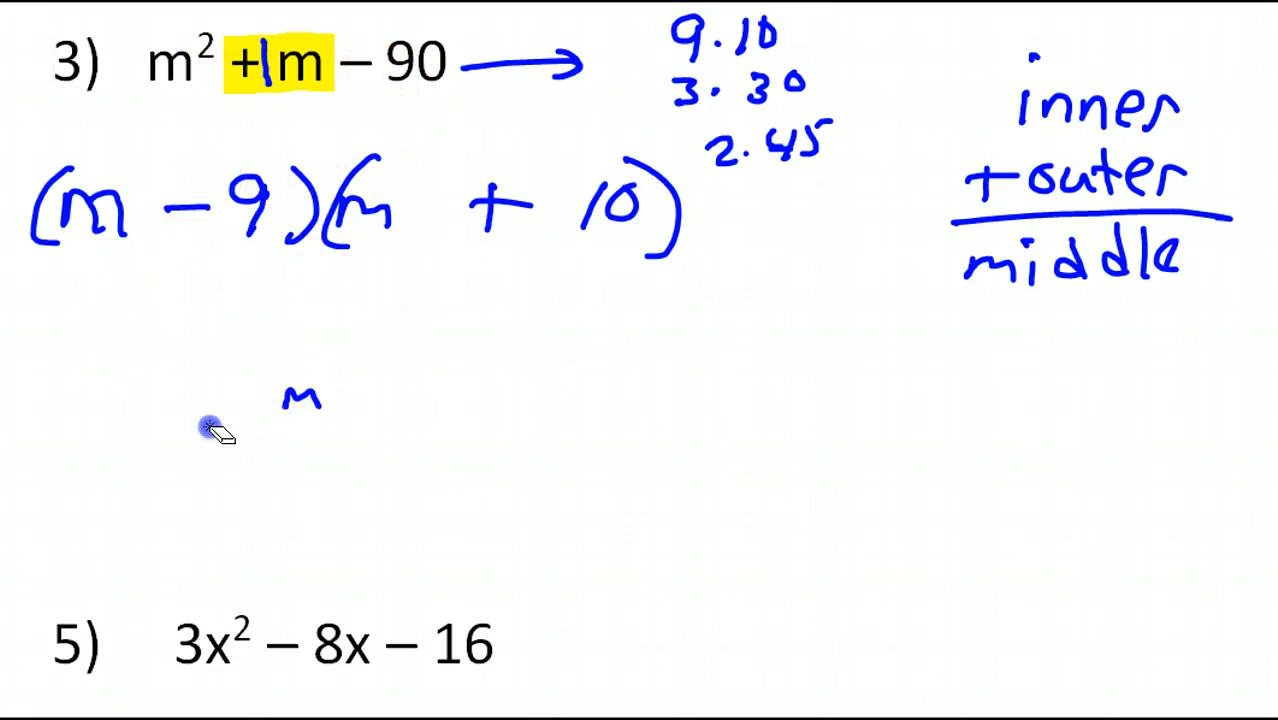 3) m² +1m – 90
9 · 10
3 · 30
2 · 45
inner
+ outer
middle
(m – 9)(m + 10)
m
5) 3x² – 8x – 16